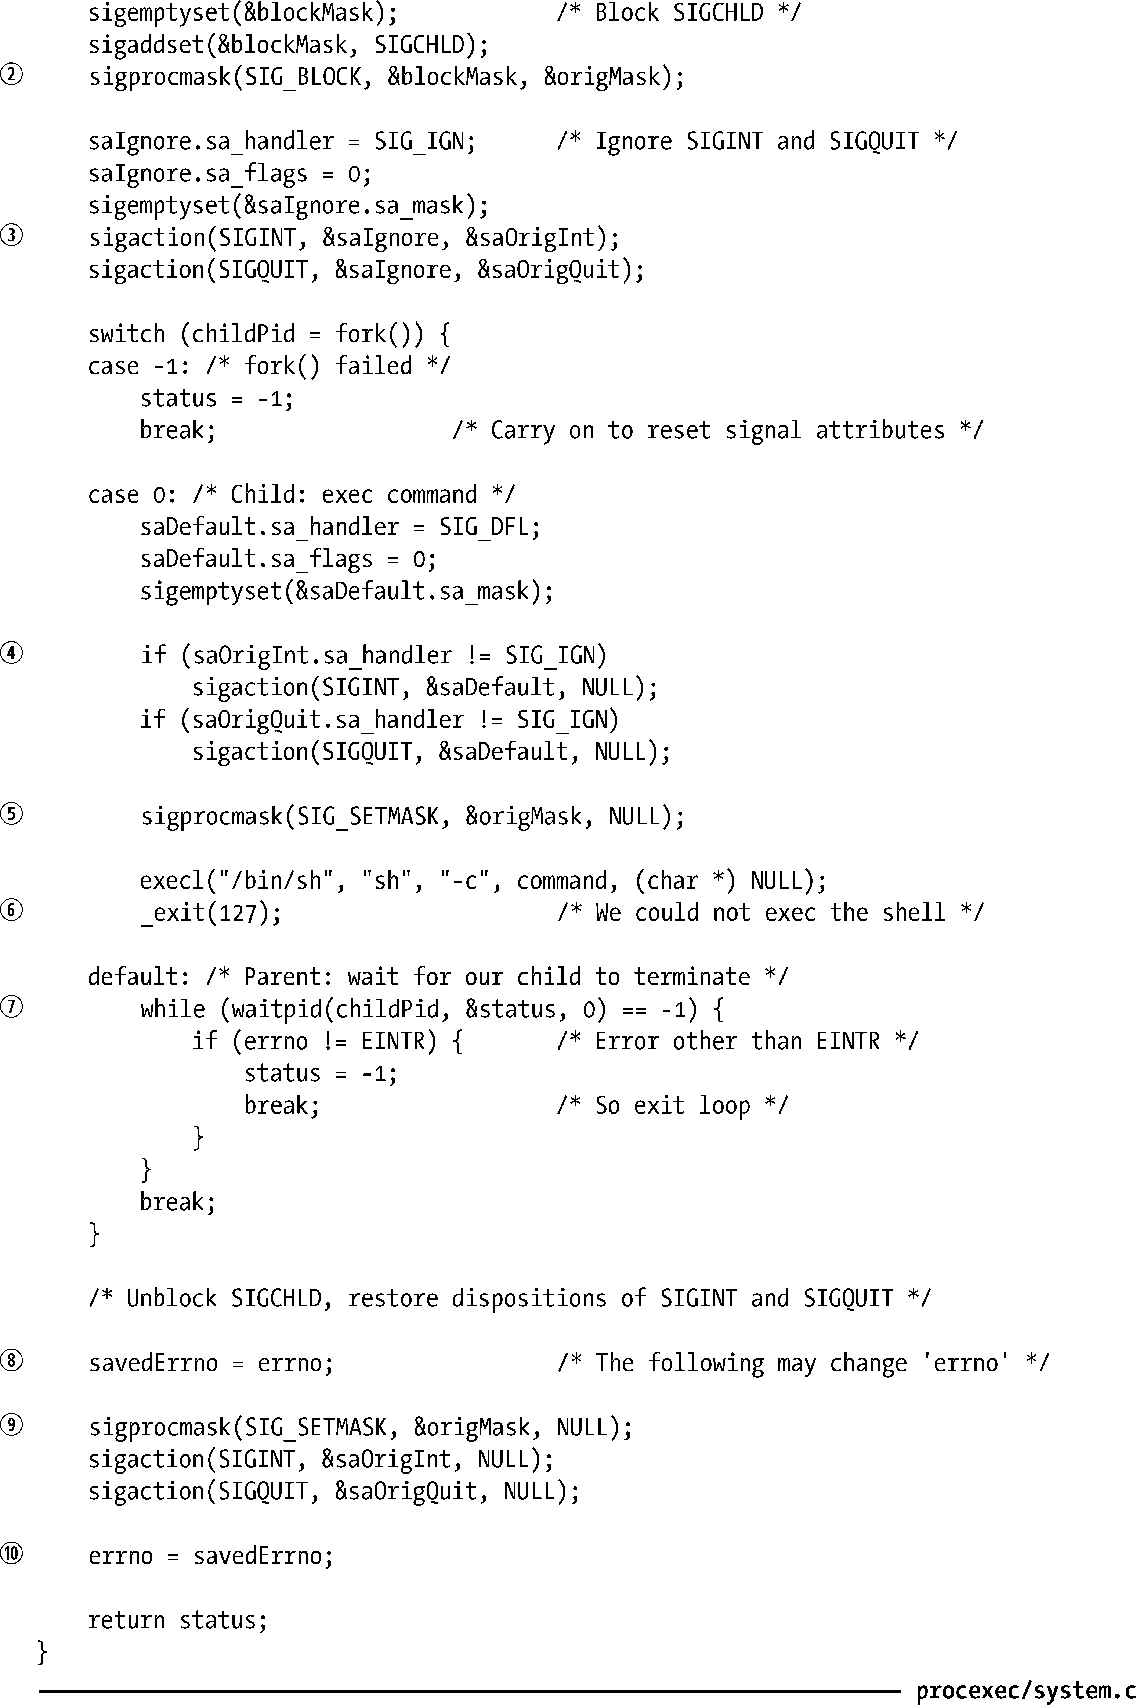 sigemptyset(&blockMask); /* Block SIGCHLD */
sigaddset(&blockMask, SIGCHLD);
② sigprocmask(SIG_BLOCK, &blockMask, &origMask);
saIgnore.sa_handler = SIG_IGN; /* Ignore SIGINT and SIGQUIT */
saIgnore.sa_flags = 0;
sigemptyset(&saIgnore.sa_mask);
③ sigaction(SIGINT, &saIgnore, &saOrigInt);
sigaction(SIGQUIT, &saIgnore, &saOrigQuit);
switch (childPid = fork()) {
case -1: /* fork() failed */
status = -1;
break; /* Carry on to reset signal attributes */
case 0: /* Child: exec command */
saDefault.sa_handler = SIG_DFL;
saDefault.sa_flags = 0;
sigemptyset(&saDefault.sa_mask);
④ if (saOrigInt.sa_handler != SIG_IGN)
sigaction(SIGINT, &saDefault, NULL);
if (saOrigQuit.sa_handler != SIG_IGN)
sigaction(SIGQUIT, &saDefault, NULL);
⑤ sigprocmask(SIG_SETMASK, &origMask, NULL);
execl("/bin/sh", "sh", "-c", command, (char *) NULL);
⑥ _exit(127); /* We could not exec the shell */
default: /* Parent: wait for our child to terminate */
⑦ while (waitpid(childPid, &status, 0) == -1) {
if (errno != EINTR) { /* Error other than EINTR */
status = -1;
break; /* So exit loop */
}
}
break;
}
/* Unblock SIGCHLD, restore dispositions of SIGINT and SIGQUIT */
⑧ savedErrno = errno; /* The following may change 'errno' */
⑨ sigprocmask(SIG_SETMASK, &origMask, NULL);
sigaction(SIGINT, &saOrigInt, NULL);
sigaction(SIGQUIT, &saOrigQuit, NULL);
⑩ errno = savedErrno;
return status;
}
procexec/system.c